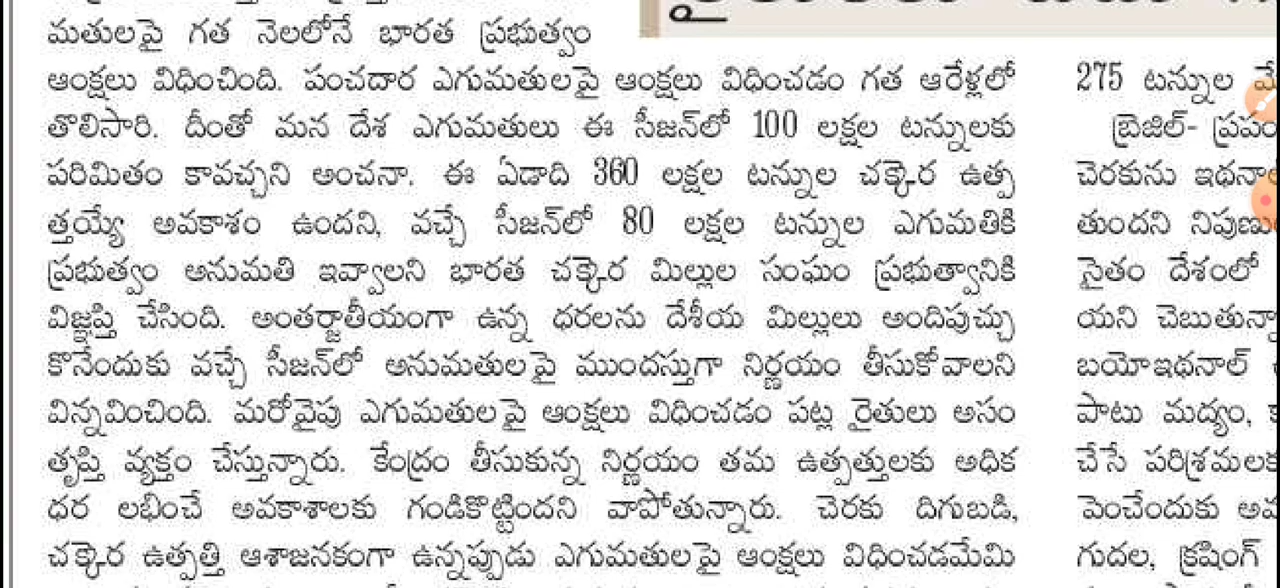 మతులపై గత నెలలోనే భారత ప్రభుత్వం
ఆంక్షలు విధించింది. పంచదార ఎగుమతులపై ఆంక్షలు విధించడం గత ఆరేళ్లలో
తొలిసారి. దీంతో మన దేశ ఎగుమతులు ఈ సీజన్‌లో 100 లక్షల టన్నులకు
పరిమితం కావచ్చని అంచనా. ఈ ఏడాది 360 లక్షల టన్నుల చక్కెర ఉత్ప
త్తయ్యే అవకాశం ఉందని, వచ్చే సీజన్‌లో 80 లక్షల టన్నుల ఎగుమతికి
ప్రభుత్వం అనుమతి ఇవ్వాలని భారత చక్కెర మిల్లుల సంఘం ప్రభుత్వానికి
విజ్ఞప్తి చేసింది. అంతర్జాతీయంగా ఉన్న ధరలను దేశీయ మిల్లులు అందిపుచ్చు
కొనేందుకు వచ్చే సీజన్‌లో అనుమతులపై ముందస్తుగా నిర్ణయం తీసుకోవాలని
విన్నవించింది. మరోవైపు ఎగుమతులపై ఆంక్షలు విధించడం పట్ల రైతులు అసం
తృప్తి వ్యక్తం చేస్తున్నారు. కేంద్రం తీసుకున్న నిర్ణయం తమ ఉత్పత్తులకు అధిక
ధర లభించే అవకాశాలకు గండికొట్టిందని వాపోతున్నారు. చెరకు దిగుబడి,
చక్కెర ఉత్పత్తి ఆశాజనకంగా ఉన్నప్పుడు ఎగుమతులపై ఆంక్షలు విధించడమేమి
275 టన్నుల
బ్రెజిల్-
చెరకును
తుందని
సైతం దేశంలో
యని
బయోఇథనాల్
పాటు మద్యం,
చేసే
పెంచేందుకు
గుదల, క్రషింగ్